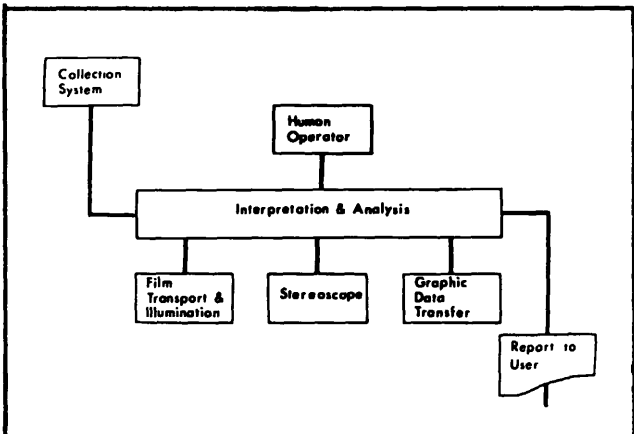 Collection
System
Human
Operator
Interpretation & Analysis
Film
Transport &
Illumination
Stereoscope
Graphic
Data
Transfer
Report to
User